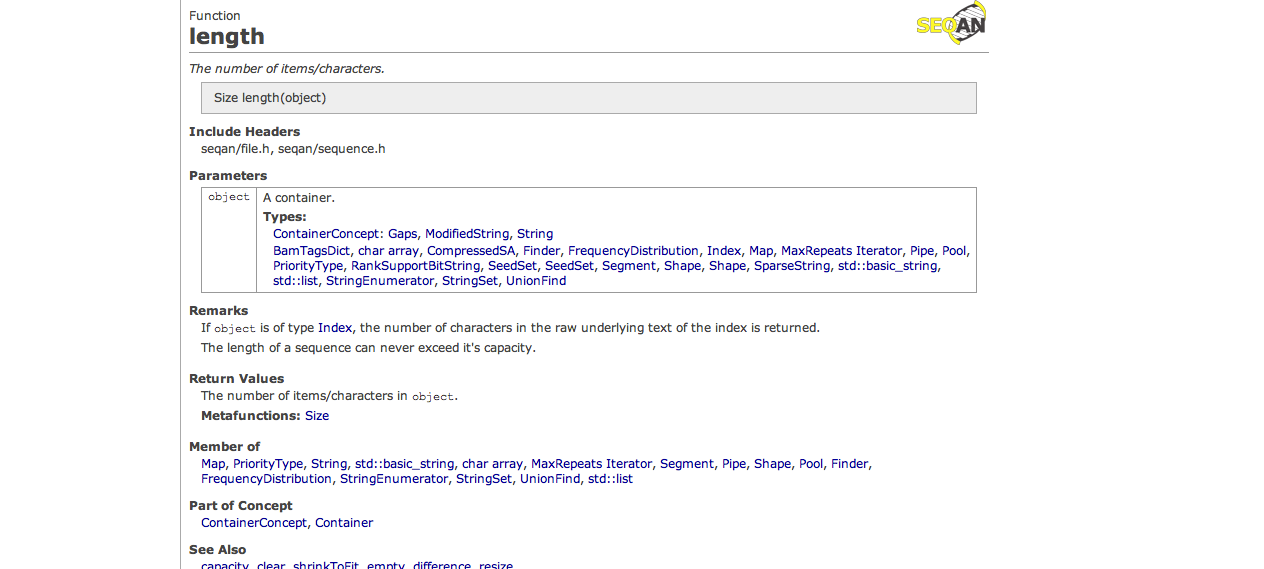 Function
SEQAN
length
The number of items/characters.
Size length(object)
Include Headers
seqan/file.h, seqan/sequence.h
Parameters
object
A container.
Types:
ContainerConcept: Gaps, ModifiedString, String
BamTagsDict, char array, CompressedSA, Finder, FrequencyDistribution, Index, Map, MaxRepeats Iterator, Pipe, Pool,
PriorityType, RankSupportBitString, SeedSet, SeedSet, Segment, Shape, Shape, SparseString, std::basic_string,
std::list, StringEnumerator, StringSet, UnionFind
Remarks
If object is of type Index, the number of characters in the raw underlying text of the index is returned.
The length of a sequence can never exceed it's capacity.
Return Values
The number of items/characters in object.
Metafunctions: Size
Member of
Map, PriorityType, String, std::basic_string, char array, MaxRepeats Iterator, Segment, Pipe, Shape, Pool, Finder,
FrequencyDistribution, StringEnumerator, StringSet, UnionFind, std::list
Part of Concept
ContainerConcept, Container
See Also
capacity, clear, shrinkToFit, empty, difference, resize